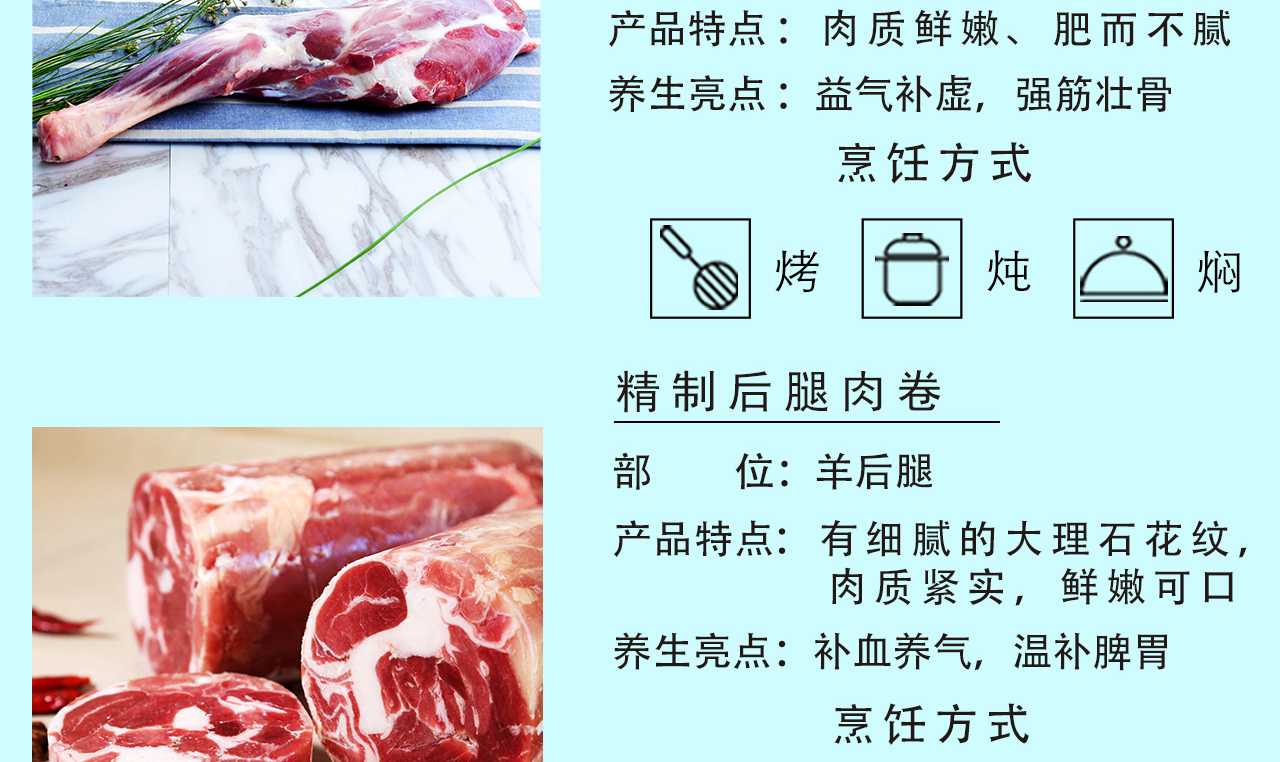 产品特点：肉质鲜嫩、肥而不腻
养生亮点：益气补虚，强筋壮骨
烹饪方式
烤 炖 焖
精制后腿肉卷
部　　位：羊后腿
产品特点：有细腻的大理石花纹，
肉质紧实，鲜嫩可口
养生亮点：补血养气，温补脾胃
烹饪方式